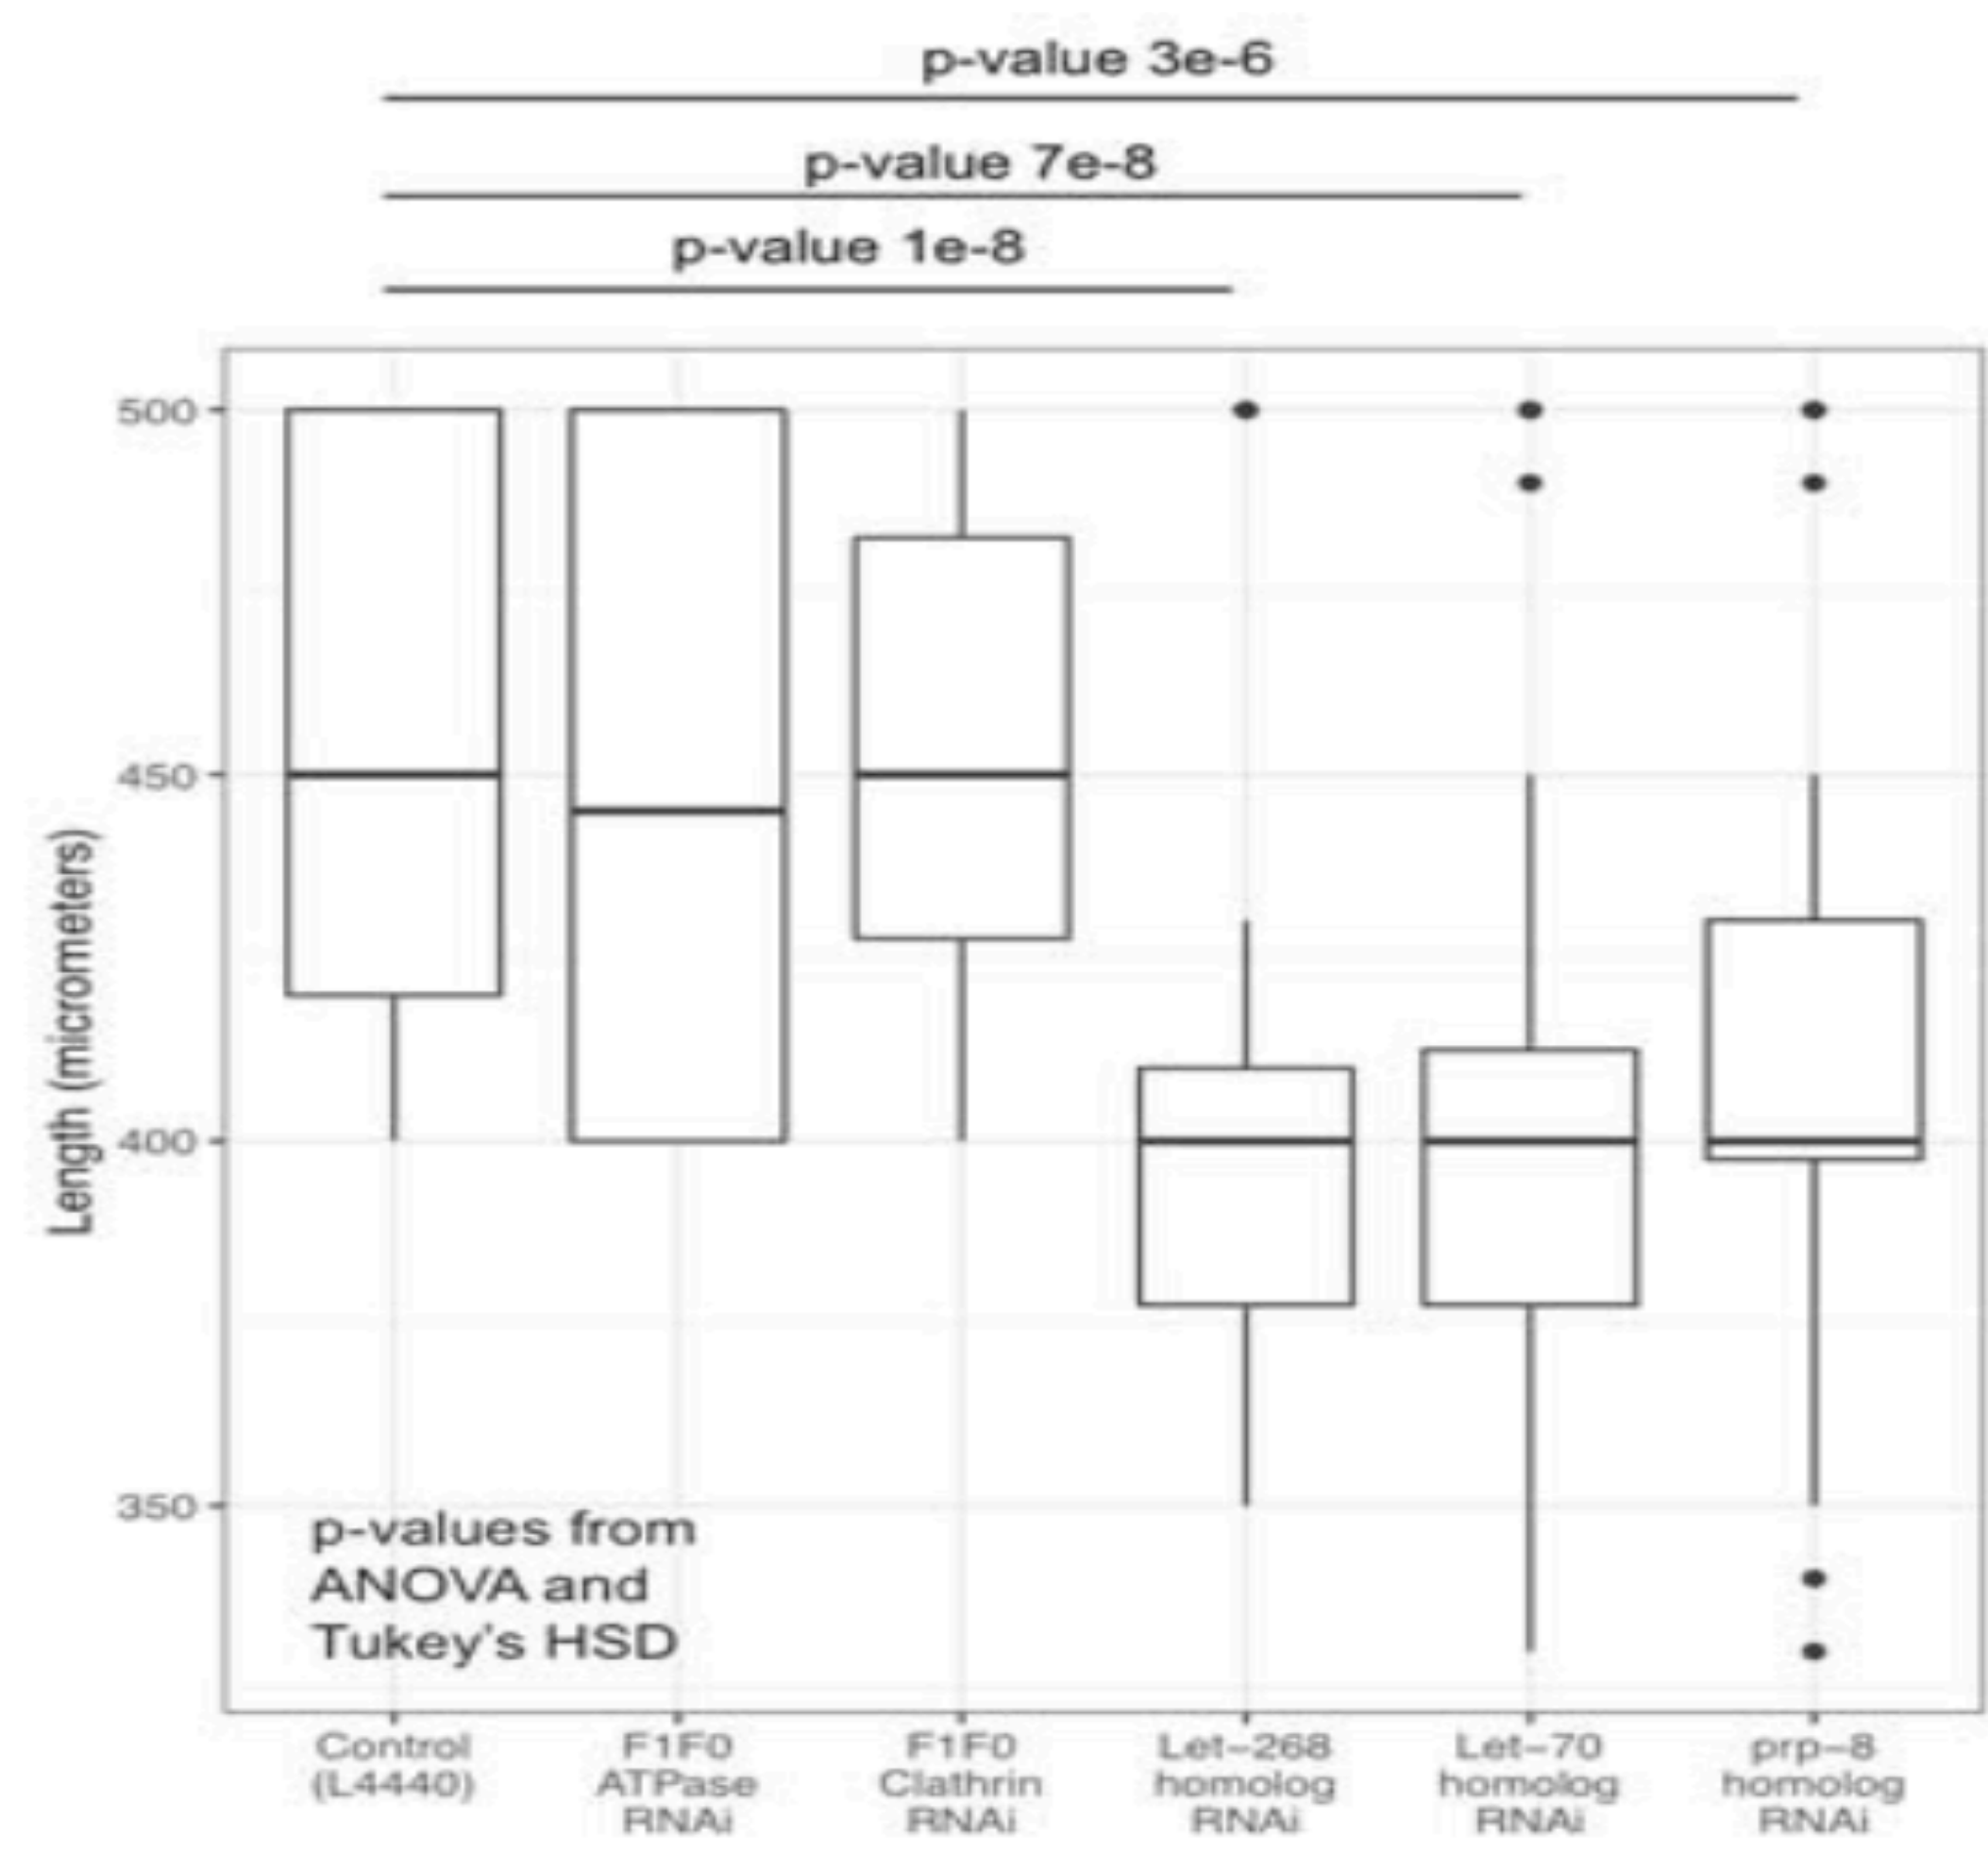 p-value 3e-6
p-value 7e-8
p-value 1e-8
500
450
400
350
Length (micrometers)
p-values from
ANOVA and
Tukey's HSD
Control
(L4440)
F1F0
ATPase
RNAi
F1F0
Clathrin
RNAi
Let-268
homolog
RNAi
Let-70
homolog
RNAi
prp-8
homolog
RNAi